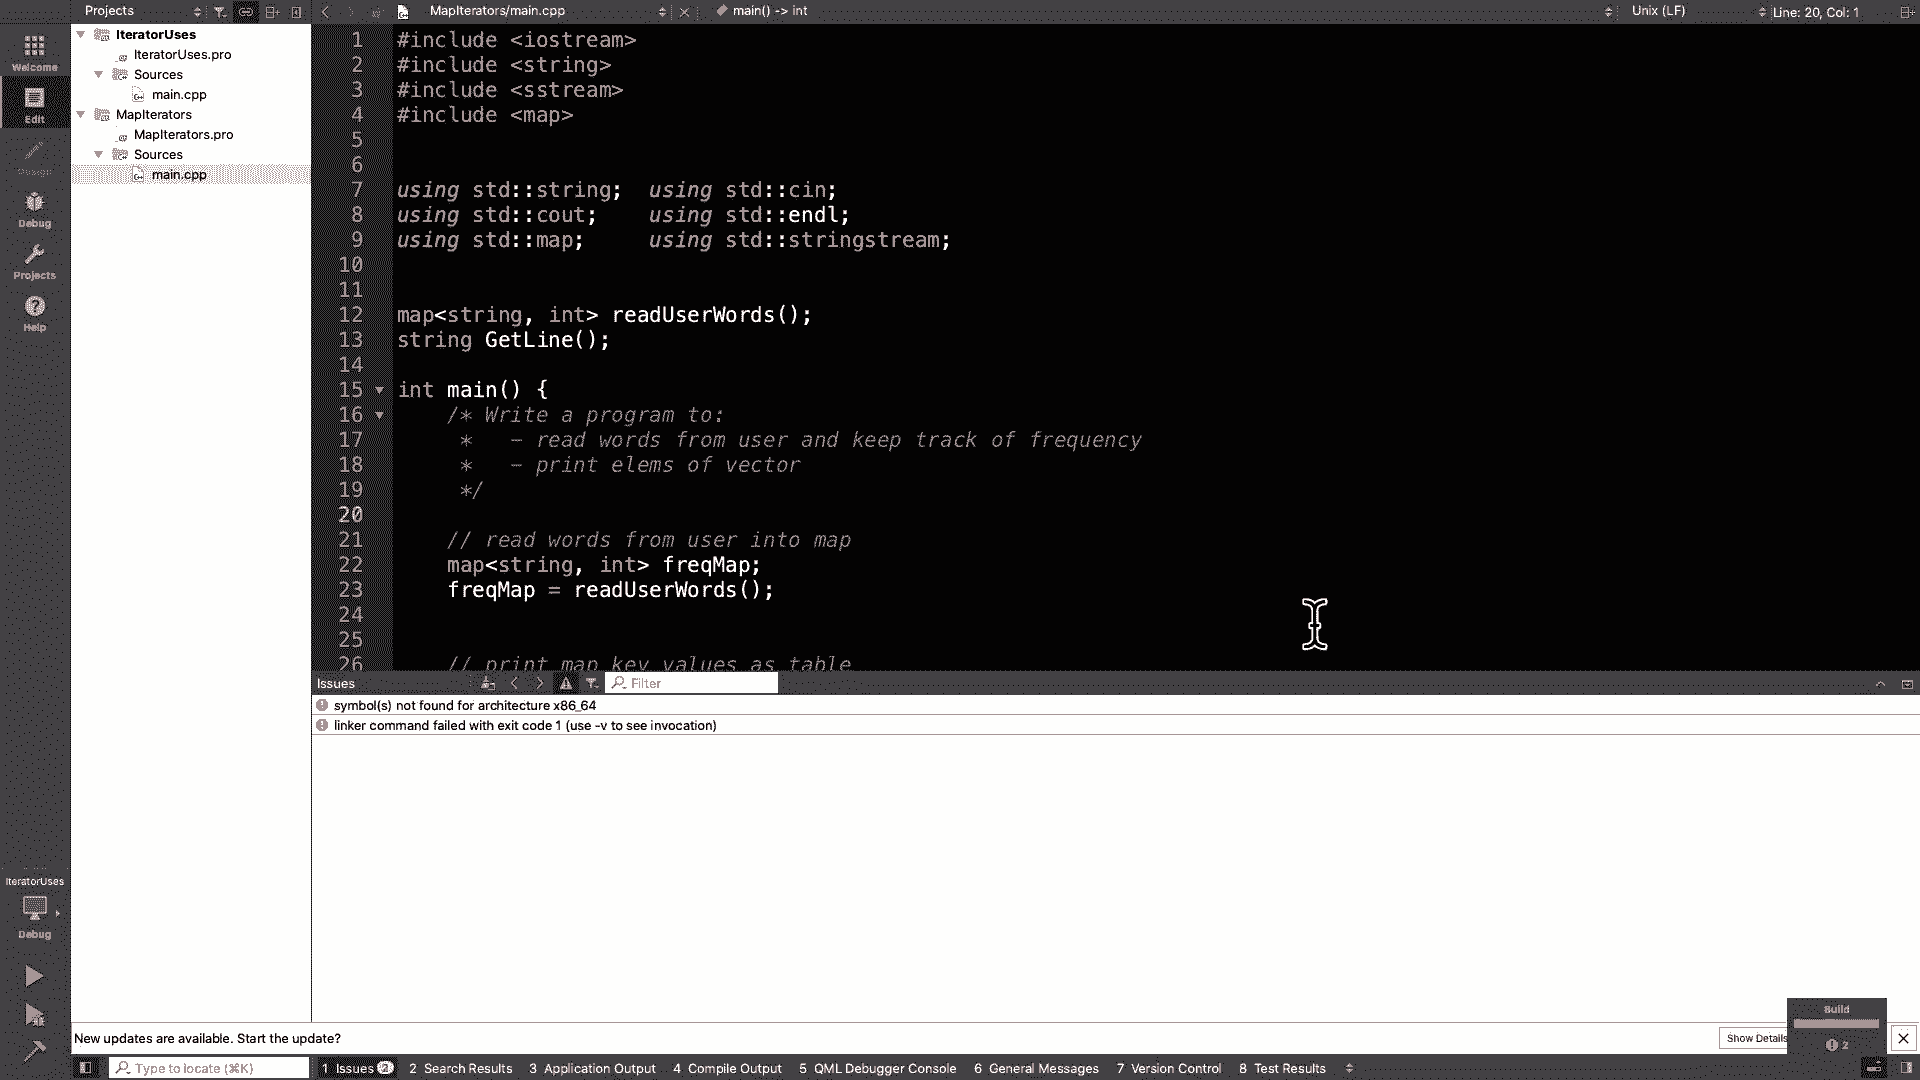 Projects
MapIterators/main.cpp
main() -> int
Unix (LF)
Line: 20, Col: 1
Welcome
Edit
Debug
Projects
Help
IteratorUses
IteratorUses.pro
Sources
main.cpp
MapIterators
MapIterators.pro
Sources
main.cpp
1 #include <iostream>
2 #include <string>
3 #include <sstream>
4 #include <map>
5
6
7 using std::string; using std::cin;
8 using std::cout; using std::endl;
9 using std::map; using std::stringstream;
10
11
12 map<string, int> readUserWords();
13 string GetLine();
14
15 int main() {
16 /* Write a program to:
17 * - read words from user and keep track of frequency
18 * - print elems of vector
19 */
20
21 // read words from user into map
22 map<string, int> freqMap;
23 freqMap = readUserWords();
24
25
26 // print map key values as table
Issues
Filter
symbol(s) not found for architecture x86_64
linker command failed with exit code 1 (use -v to see invocation)
IteratorUses
Debug
New updates are available. Start the update?
Show Details
Build
2
Type to locate (⌘K)
1 Issues 2
2 Search Results
3 Application Output
4 Compile Output
5 QML Debugger Console
6 General Messages
7 Version Control
8 Test Results